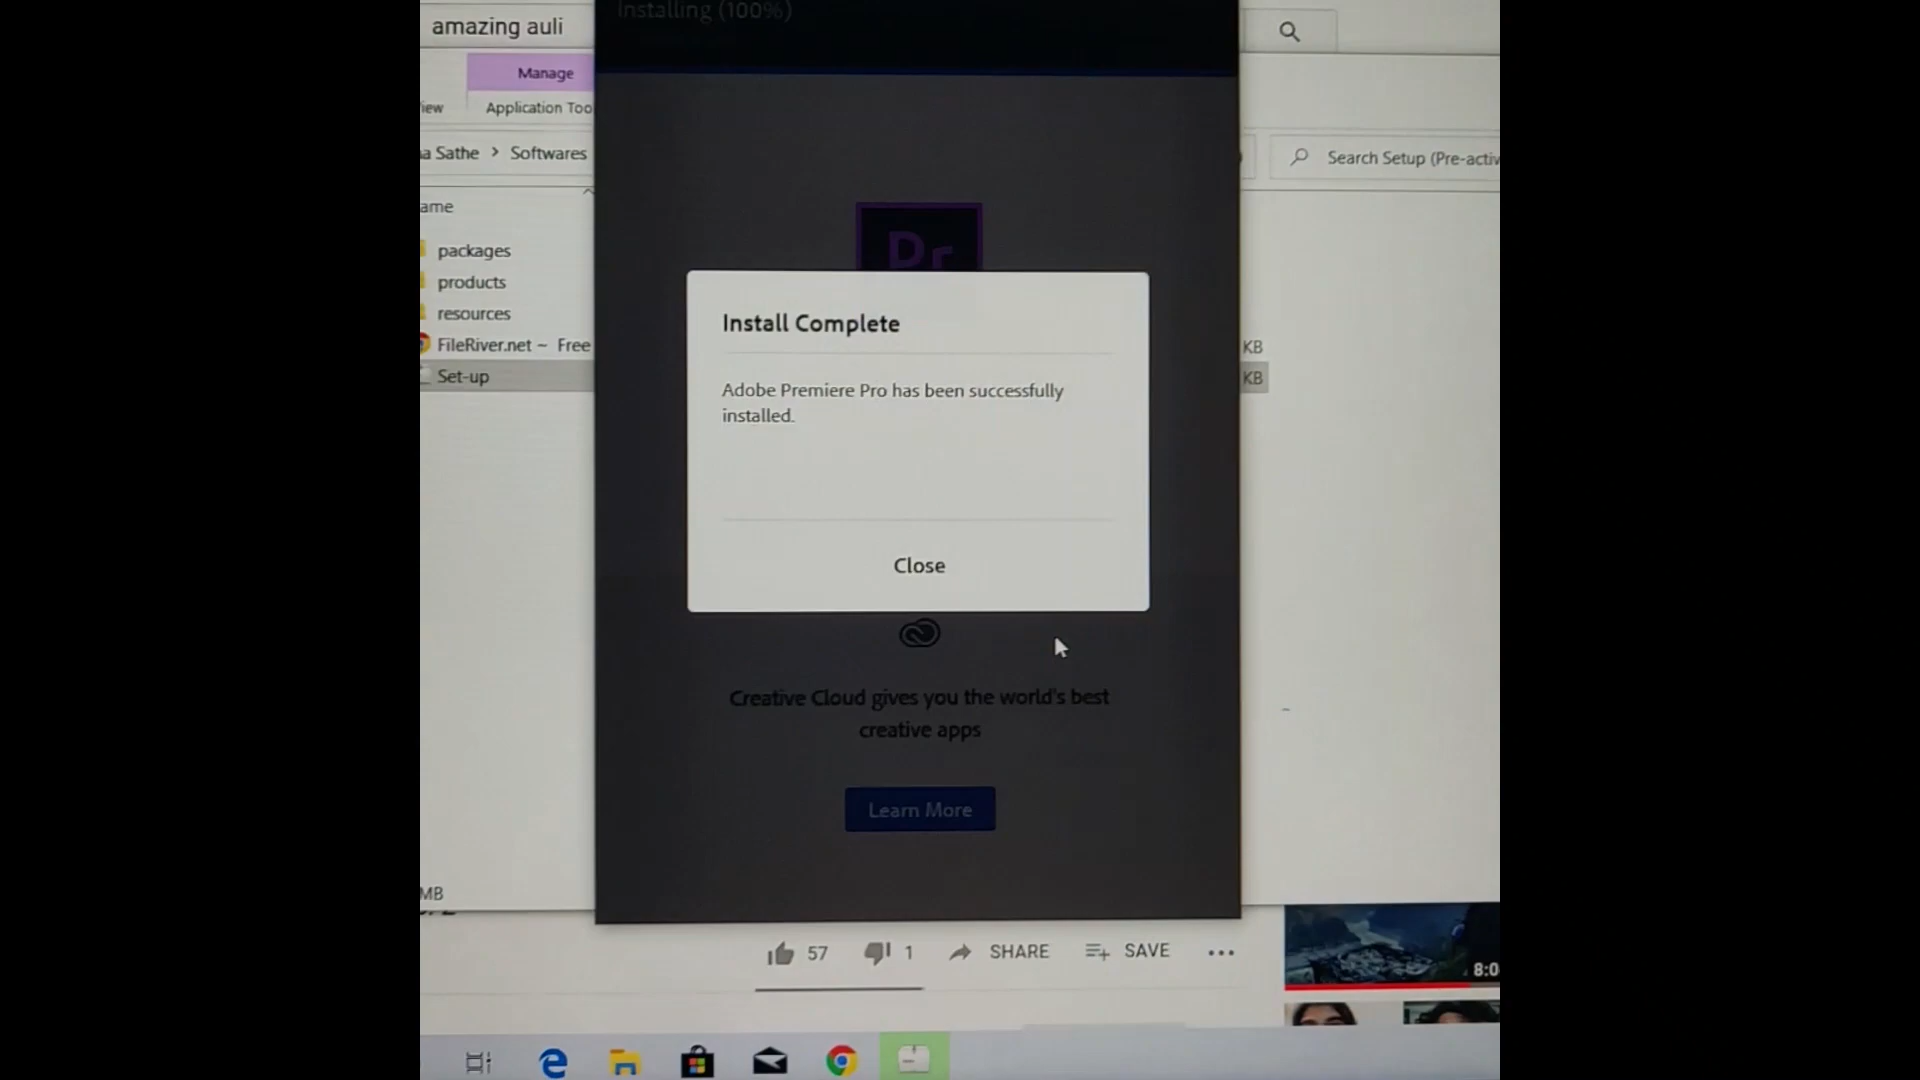 Installing (100%)
amazing auli
Manage
iew
Application Too
a Sathe > Softwares
Search Setup (Pre-activ
ame
packages
products
resources
FileRiver.net ~ Free
KB
Set-up
KB
Pr
Install Complete
Adobe Premiere Pro has been successfully
installed.
Close
Creative Cloud gives you the world's best
creative apps
Learn More
MB
57
1
SHARE
SAVE
8:0